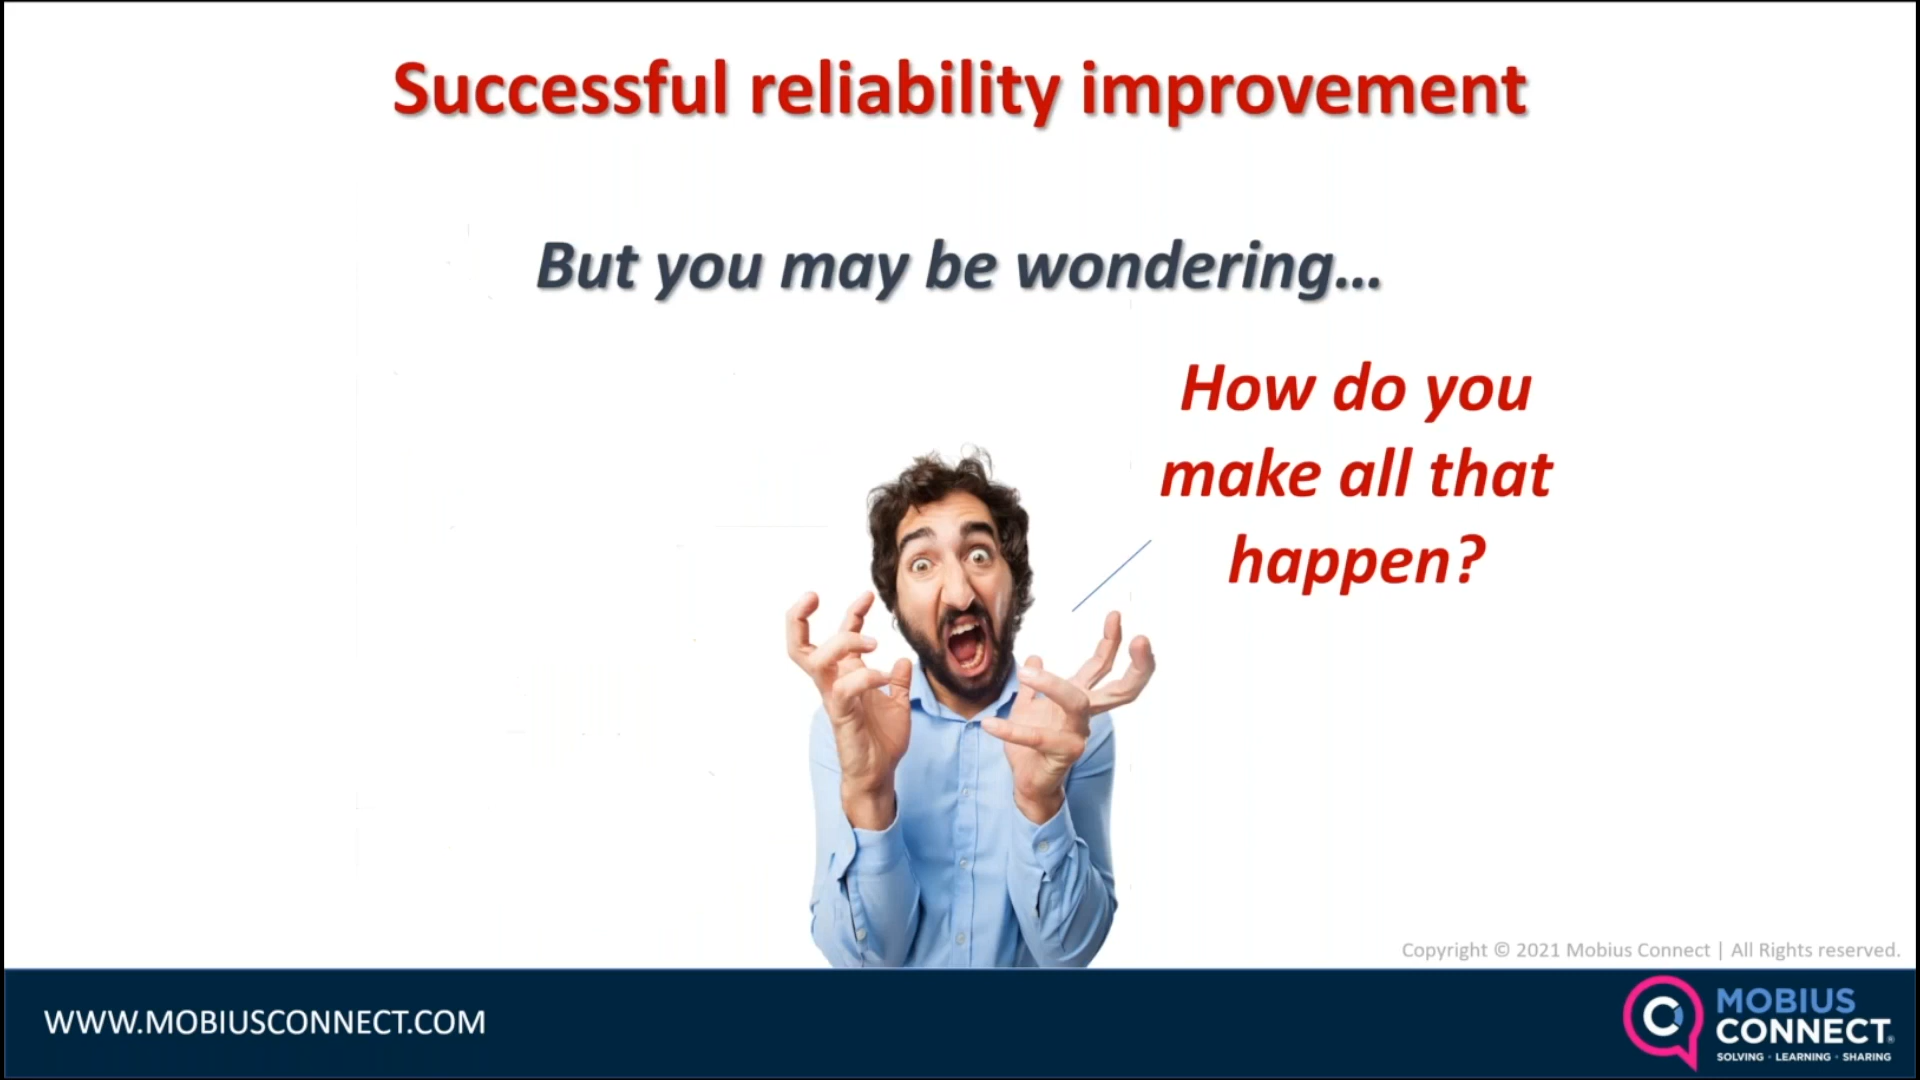 Successful reliability improvement
But you may be wondering...
How do you
make all that
happen?
Copyright © 2021 Mobius Connect | All Rights reserved.
WWW.MOBIUSCONNECT.COM
MOBIUS
CONNECT®
SOLVING · LEARNING · SHARING